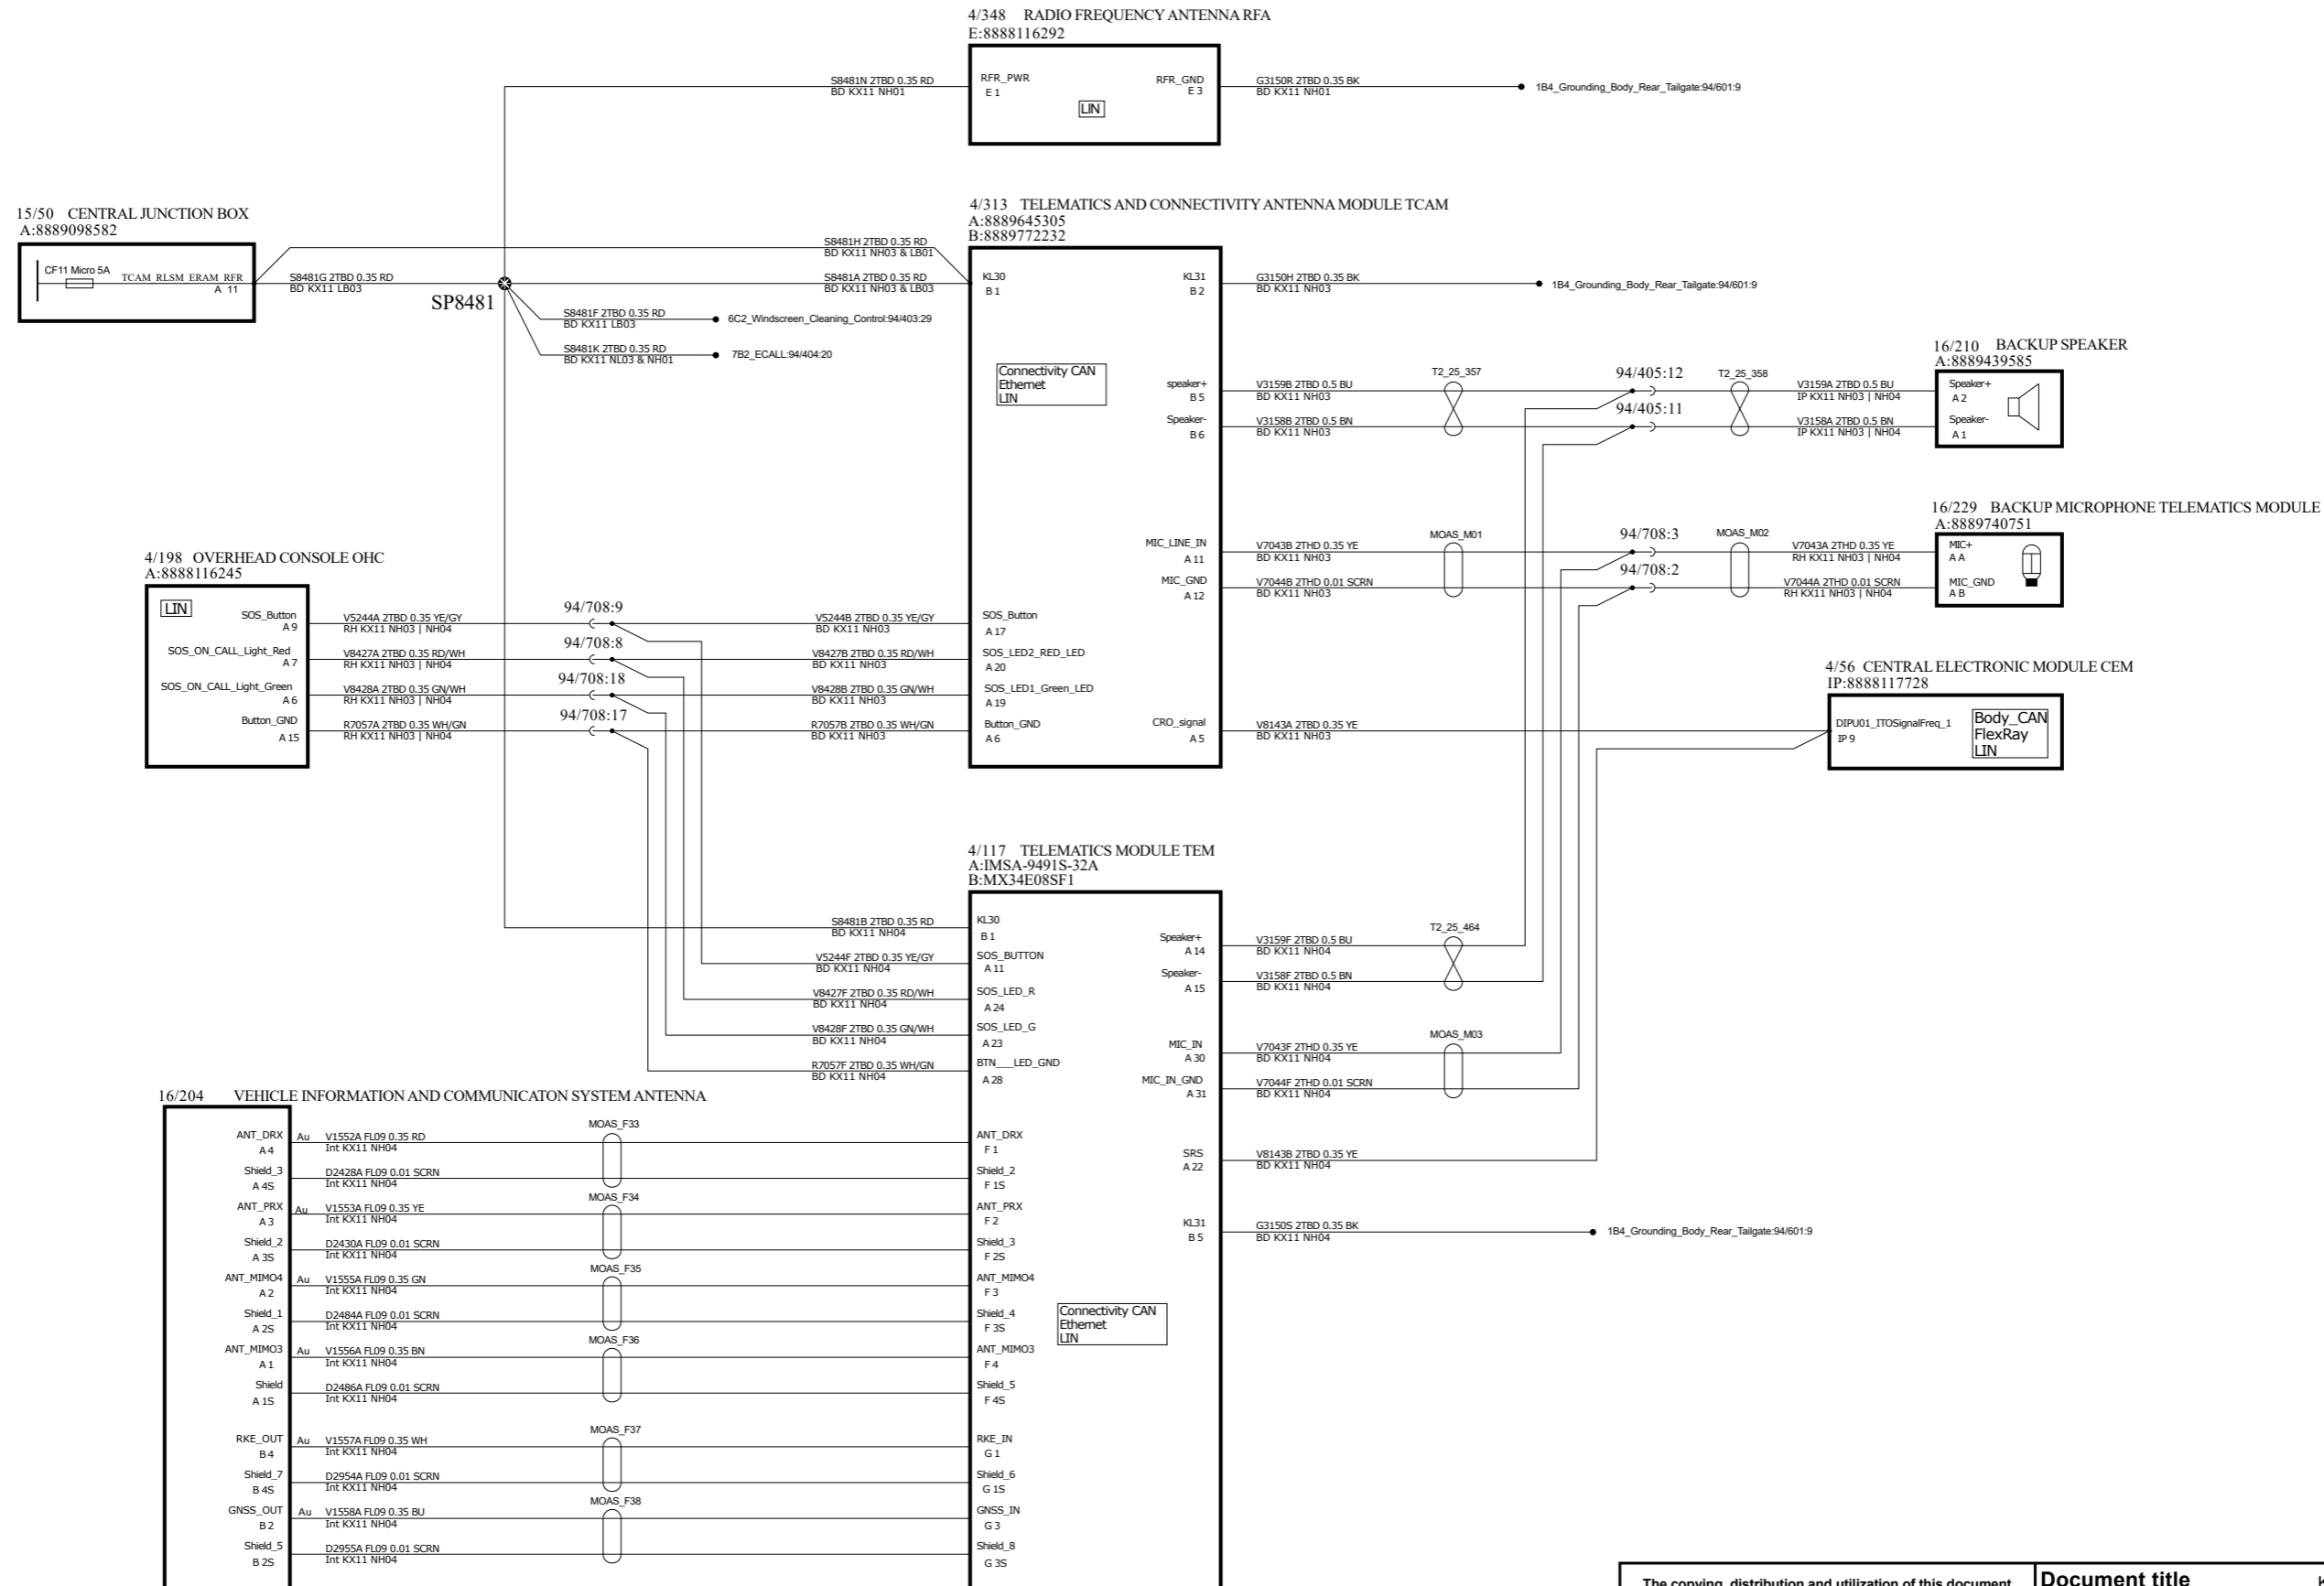 4/348 RADIO FREQUENCY ANTENNA RFA
E:8888116292
S8481N 2TBD 0.35 RD
BD KX11 NH01
RFR_PWR
E 1
LIN
RFR_GND
E 3
G3150R 2TBD 0.35 BK
BD KX11 NH01
1B4_Grounding_Body_Rear_Tailgate:94/601:9
15/50 CENTRAL JUNCTION BOX
A:8889098582
CF11 Micro 5A
TCAM_RLSM_ERAM_RFR
A 11
S8481G 2TBD 0.35 RD
BD KX11 LB03
SP8481
S8481H 2TBD 0.35 RD
BD KX11 NH03 & LB01
S8481A 2TBD 0.35 RD
BD KX11 NH03 & LB03
S8481F 2TBD 0.35 RD
BD KX11 LB03
6C2_Windscreen_Cleaning_Control:94/403:29
S8481K 2TBD 0.35 RD
BD KX11 NL03 & NH01
7B2_ECALL:94/404:20
4/313 TELEMATICS AND CONNECTIVITY ANTENNA MODULE TCAM
A:8889645305
B:8889772232
KL30
B 1
KL31
B 2
G3150H 2TBD 0.35 BK
BD KX11 NH03
1B4_Grounding_Body_Rear_Tailgate:94/601:9
Connectivity CAN
Ethernet
LIN
speaker+
B 5
V3159B 2TBD 0.5 BU
BD KX11 NH03
T2_25_357
94/405:12
T2_25_358
V3159A 2TBD 0.5 BU
IP KX11 NH03 | NH04
Speaker-
B 6
V3158B 2TBD 0.5 BN
BD KX11 NH03
94/405:11
V3158A 2TBD 0.5 BN
IP KX11 NH03 | NH04
16/210 BACKUP SPEAKER
A:8889439585
Speaker+
A 2
Speaker-
A 1
MIC_LINE_IN
A 11
V7043B 2THD 0.35 YE
BD KX11 NH03
MOAS_M01
94/708:3
MOAS_M02
V7043A 2THD 0.35 YE
RH KX11 NH03 | NH04
MIC_GND
A 12
V7044B 2THD 0.01 SCRN
BD KX11 NH03
94/708:2
V7044A 2THD 0.01 SCRN
RH KX11 NH03 | NH04
16/229 BACKUP MICROPHONE TELEMATICS MODULE
A:8889740751
MIC+
A A
MIC_GND
A B
4/198 OVERHEAD CONSOLE OHC
A:8888116245
LIN
SOS_Button
A 9
V5244A 2TBD 0.35 YE/GY
RH KX11 NH03 | NH04
94/708:9
V5244B 2TBD 0.35 YE/GY
BD KX11 NH03
SOS_Button
A 17
SOS_ON_CALL_Light_Red
A 7
V8427A 2TBD 0.35 RD/WH
RH KX11 NH03 | NH04
94/708:8
V8427B 2TBD 0.35 RD/WH
BD KX11 NH03
SOS_LED2_RED_LED
A 20
SOS_ON_CALL_Light_Green
A 6
V8428A 2TBD 0.35 GN/WH
RH KX11 NH03 | NH04
94/708:18
V8428B 2TBD 0.35 GN/WH
BD KX11 NH03
SOS_LED1_Green_LED
A 19
Button_GND
A 15
R7057A 2TBD 0.35 WH/GN
RH KX11 NH03 | NH04
94/708:17
R7057B 2TBD 0.35 WH/GN
BD KX11 NH03
Button_GND
A 6
CRO_signal
A 5
V8143A 2TBD 0.35 YE
BD KX11 NH03
4/56 CENTRAL ELECTRONIC MODULE CEM
IP:8888117728
DIPU01_ITOSignalFreq_1
IP 9
Body_CAN
FlexRay
LIN
4/117 TELEMATICS MODULE TEM
A:IMSA-9491S-32A
B:MX34E08SF1
S8481B 2TBD 0.35 RD
BD KX11 NH04
KL30
B 1
V5244F 2TBD 0.35 YE/GY
BD KX11 NH04
SOS_BUTTON
A 11
V8427F 2TBD 0.35 RD/WH
BD KX11 NH04
SOS_LED_R
A 24
V8428F 2TBD 0.35 GN/WH
BD KX11 NH04
SOS_LED_G
A 23
R7057F 2TBD 0.35 WH/GN
BD KX11 NH04
BTN___LED_GND
A 28
Speaker+
A 14
V3159F 2TBD 0.5 BU
BD KX11 NH04
T2_25_464
Speaker-
A 15
V3158F 2TBD 0.5 BN
BD KX11 NH04
MIC_IN
A 30
V7043F 2THD 0.35 YE
BD KX11 NH04
MOAS_M03
MIC_IN_GND
A 31
V7044F 2THD 0.01 SCRN
BD KX11 NH04
SRS
A 22
V8143B 2TBD 0.35 YE
BD KX11 NH04
KL31
B 5
G3150S 2TBD 0.35 BK
BD KX11 NH04
1B4_Grounding_Body_Rear_Tailgate:94/601:9
Connectivity CAN
Ethernet
LIN
16/204 VEHICLE INFORMATION AND COMMUNICATON SYSTEM ANTENNA
ANT_DRX
A 4
Au V1552A FL09 0.35 RD
Int KX11 NH04
MOAS_F33
ANT_DRX
F 1
Shield_3
A 4S
D2428A FL09 0.01 SCRN
Int KX11 NH04
Shield_2
F 1S
ANT_PRX
A 3
Au V1553A FL09 0.35 YE
Int KX11 NH04
MOAS_F34
ANT_PRX
F 2
Shield_2
A 3S
D2430A FL09 0.01 SCRN
Int KX11 NH04
Shield_3
F 2S
ANT_MIMO4
A 2
Au V1555A FL09 0.35 GN
Int KX11 NH04
MOAS_F35
ANT_MIMO4
F 3
Shield_1
A 2S
D2484A FL09 0.01 SCRN
Int KX11 NH04
Shield_4
F 3S
ANT_MIMO3
A 1
Au V1556A FL09 0.35 BN
Int KX11 NH04
MOAS_F36
ANT_MIMO3
F 4
Shield
A 1S
D2486A FL09 0.01 SCRN
Int KX11 NH04
Shield_5
F 4S
RKE_OUT
B 4
Au V1557A FL09 0.35 WH
Int KX11 NH04
MOAS_F37
RKE_IN
G 1
Shield_7
B 4S
D2954A FL09 0.01 SCRN
Int KX11 NH04
Shield_6
G 1S
GNSS_OUT
B 2
Au V1558A FL09 0.35 BU
Int KX11 NH04
MOAS_F38
GNSS_IN
G 3
Shield_5
B 2S
D2955A FL09 0.01 SCRN
Int KX11 NH04
Shield_8
G 3S
The copying, distribution and utilization of this document
Document title